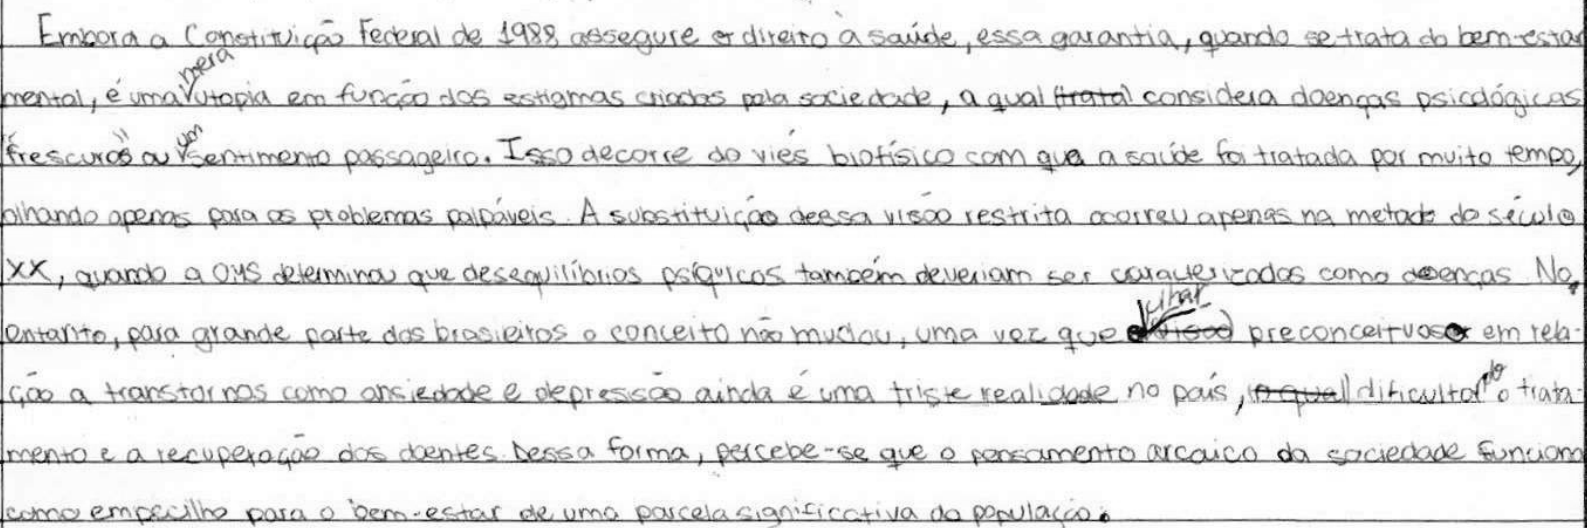 Embora a Constituição Federal de 1988 assegure o direito à saúde, essa garantia, quando se trata do bem-estar
mental, é uma mera utopia em função dos estigmas criados pela sociedade, a qual (trata) considera doenças psicológicas
"frescuras" ou um sentimento passageiro. Isso decorre do viés biofísico com que a saúde foi tratada por muito tempo,
olhando apenas para os problemas palpáveis. A substituição dessa visão restrita ocorreu apenas na metade do século
XX, quando a OMS determinou que desequilíbrios psíquicos também deveriam ser caracterizados como doenças. No,
entanto, para grande parte dos brasileiros o conceito não mudou, uma vez que olhar preconceituoso em rela-
ção a transtornos como ansiedade e depressão ainda é uma triste realidade no país, (a qual) dificultando o trata-
mento e a recuperação dos doentes. Dessa forma, percebe-se que o pensamento arcaico da sociedade funciona
como empecilho para o bem-estar de uma parcela significativa da população.